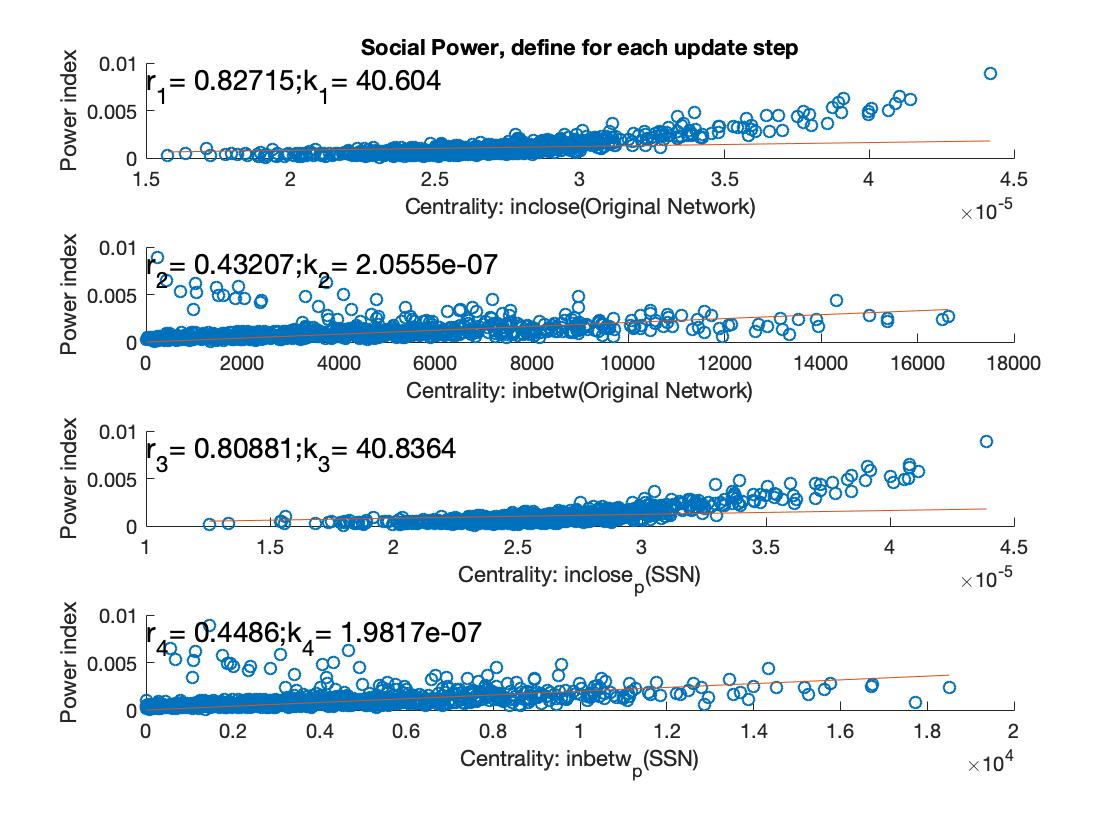 Social Power, define for each update step
0.01
0.005
0
Power index
r1= 0.82715;k1= 40.604
1.5 2 2.5 3 3.5 4 4.5
Centrality: inclose(Original Network)
×10-5
0.01
0.005
0
Power index
r2= 0.43207;k2= 2.0555e-07
0 2000 4000 6000 8000 10000 12000 14000 16000 18000
Centrality: inbetw(Original Network)
0.01
0.005
0
Power index
r3= 0.80881;k3= 40.8364
1 1.5 2 2.5 3 3.5 4 4.5
Centrality: inclosep(SSN)
×10-5
0.01
0.005
0
Power index
r4= 0.4486;k4= 1.9817e-07
0 0.2 0.4 0.6 0.8 1 1.2 1.4 1.6 1.8 2
Centrality: inbetwp(SSN)
×104